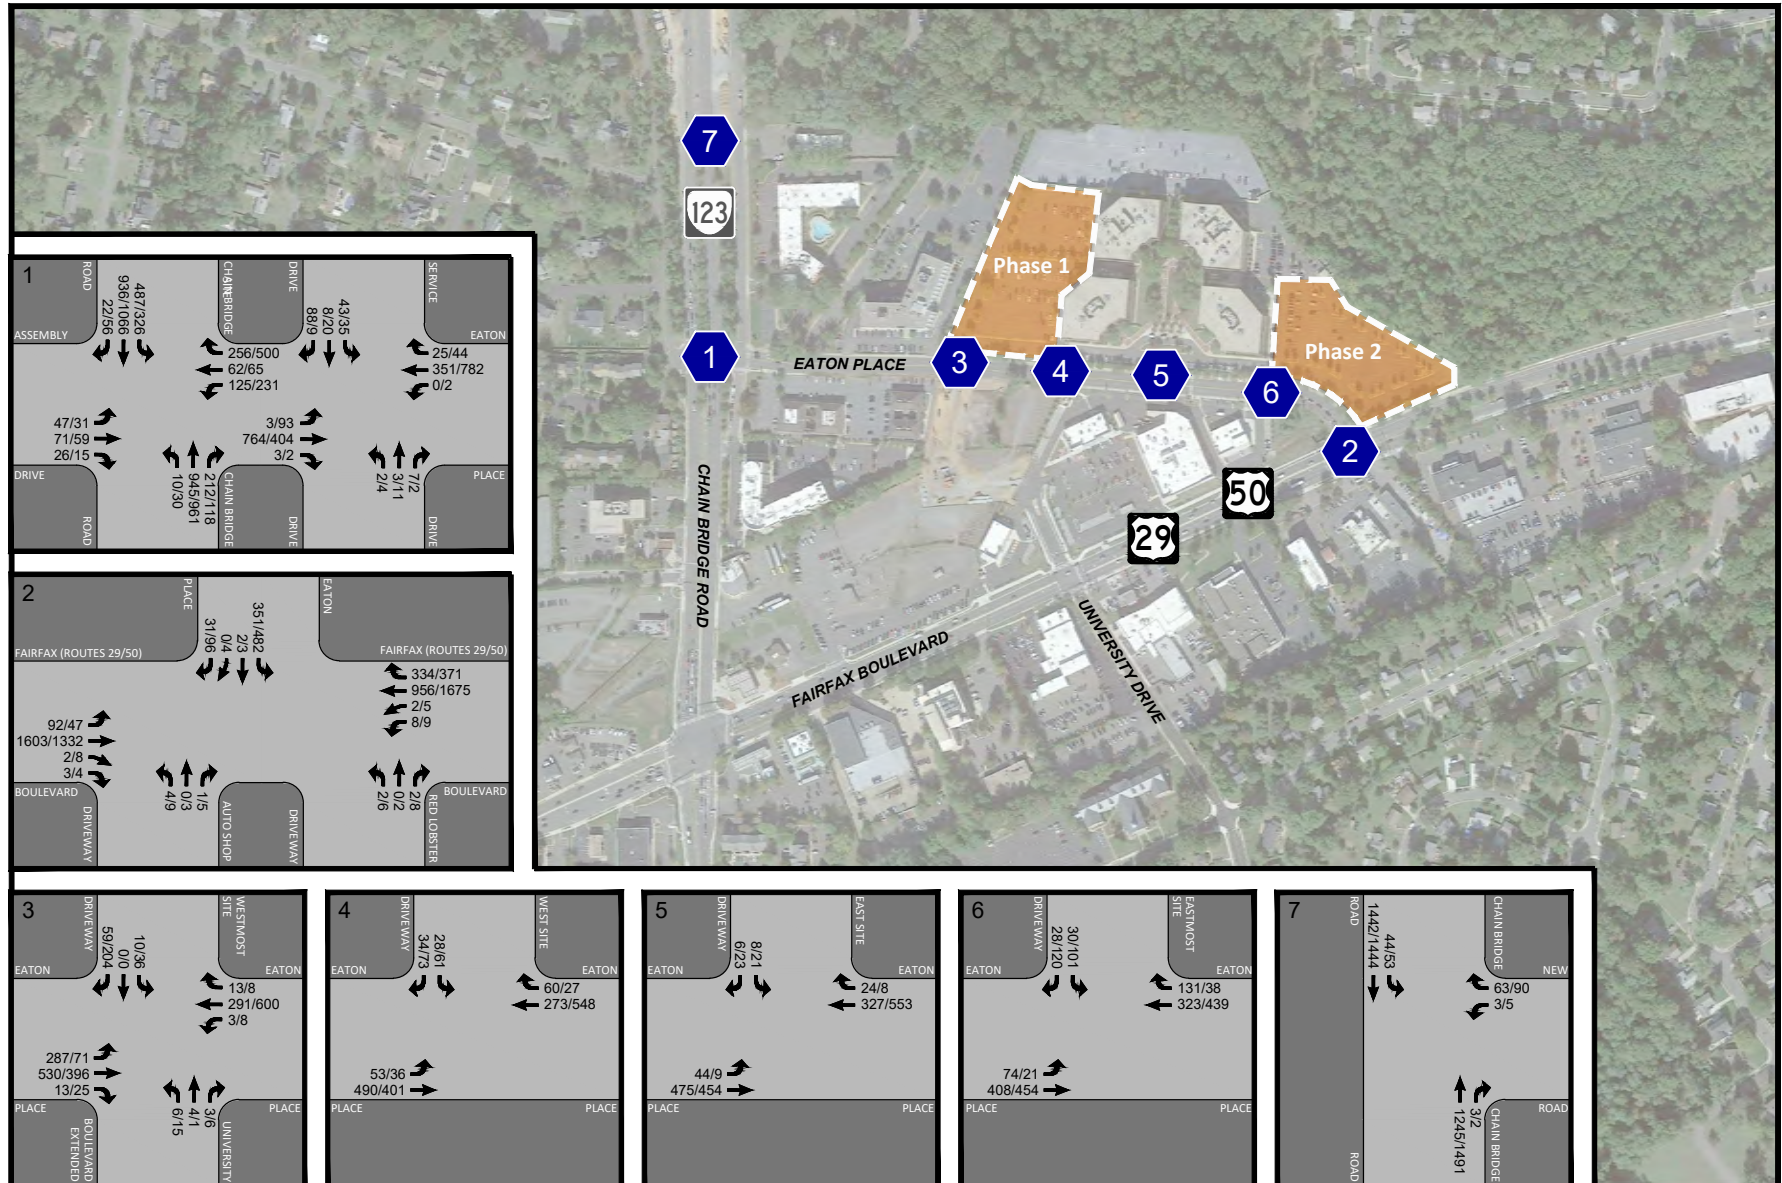 7
123
Phase 1
Phase 2
1
EATON PLACE
3
4
5
6
2
50
29
CHAIN BRIDGE ROAD
FAIRFAX BOULEVARD
UNIVERSITY DRIVE
1
ROAD
CHAIN BRIDGE
DRIVE
SERVICE
22/56
936/1066
487/326
88/9
8/20
43/35
ASSEMBLY
EATON
256/500
62/65
125/231
25/44
351/782
0/2
47/31
71/59
26/15
3/93
764/404
3/2
10/30
945/961
212/118
2/4
3/11
7/2
DRIVE
PLACE
ROAD
CHAIN BRIDGE
DRIVE
DRIVE
2
PLACE
EATON
31/96
0/4
2/3
351/482
FAIRFAX (ROUTES 29/50)
FAIRFAX (ROUTES 29/50)
334/371
956/1675
2/5
8/9
92/47
1603/1332
2/8
3/4
4/9
0/3
1/5
2/6
0/2
2/8
BOULEVARD
BOULEVARD
DRIVEWAY
AUTO SHOP
DRIVEWAY
RED LOBSTER
3
DRIVEWAY
WESTMOST
SITE
59/204
0/0
10/36
EATON
EATON
13/8
291/600
3/8
287/71
530/396
13/25
6/15
4/1
3/6
PLACE
PLACE
BOULEVARD
EXTENDED
UNIVERSITY
4
DRIVEWAY
WEST SITE
34/73
28/61
EATON
EATON
60/27
273/548
53/36
490/401
PLACE
PLACE
5
DRIVEWAY
EAST SITE
6/23
8/21
EATON
EATON
24/8
327/553
44/9
475/454
PLACE
PLACE
6
DRIVEWAY
EASTMOST
SITE
28/120
30/101
EATON
EATON
131/38
323/439
74/21
408/454
PLACE
PLACE
7
ROAD
CHAIN BRIDGE
1442/1444
44/53
NEW
63/90
3/5
1245/1491
3/2
ROAD
ROAD
CHAIN BRIDGE